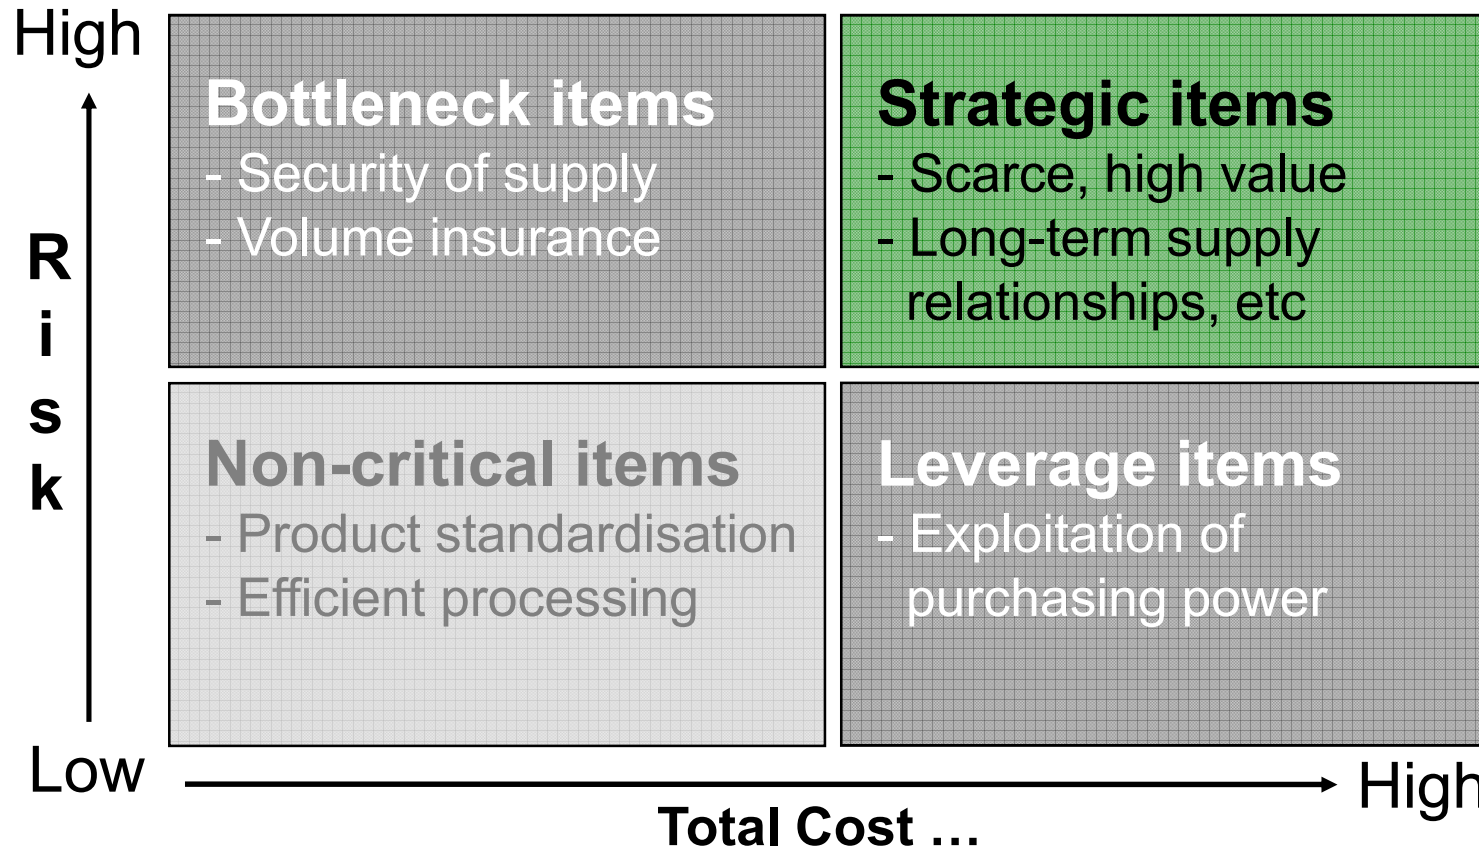 High
Bottleneck items
- Security of supply
- Volume insurance
Strategic items
- Scarce, high value
- Long-term supply
relationships, etc
Risk
Non-critical items
- Product standardisation
- Efficient processing
Leverage items
- Exploitation of
purchasing power
Low
High
Total Cost …